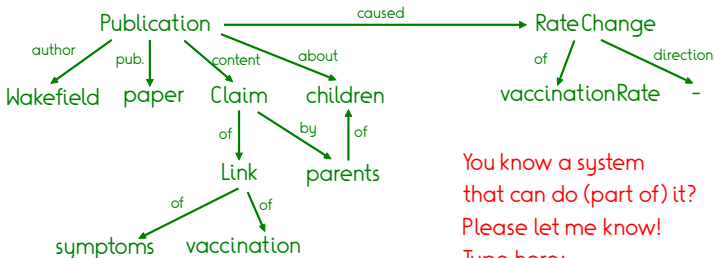 Publication caused RateChange
author pub. content about of direction
Wakefield paper Claim children vaccinationRate -
of by of
Link parents
of of
symptoms vaccination
You know a system
that can do (part of) it?
Please let me know!